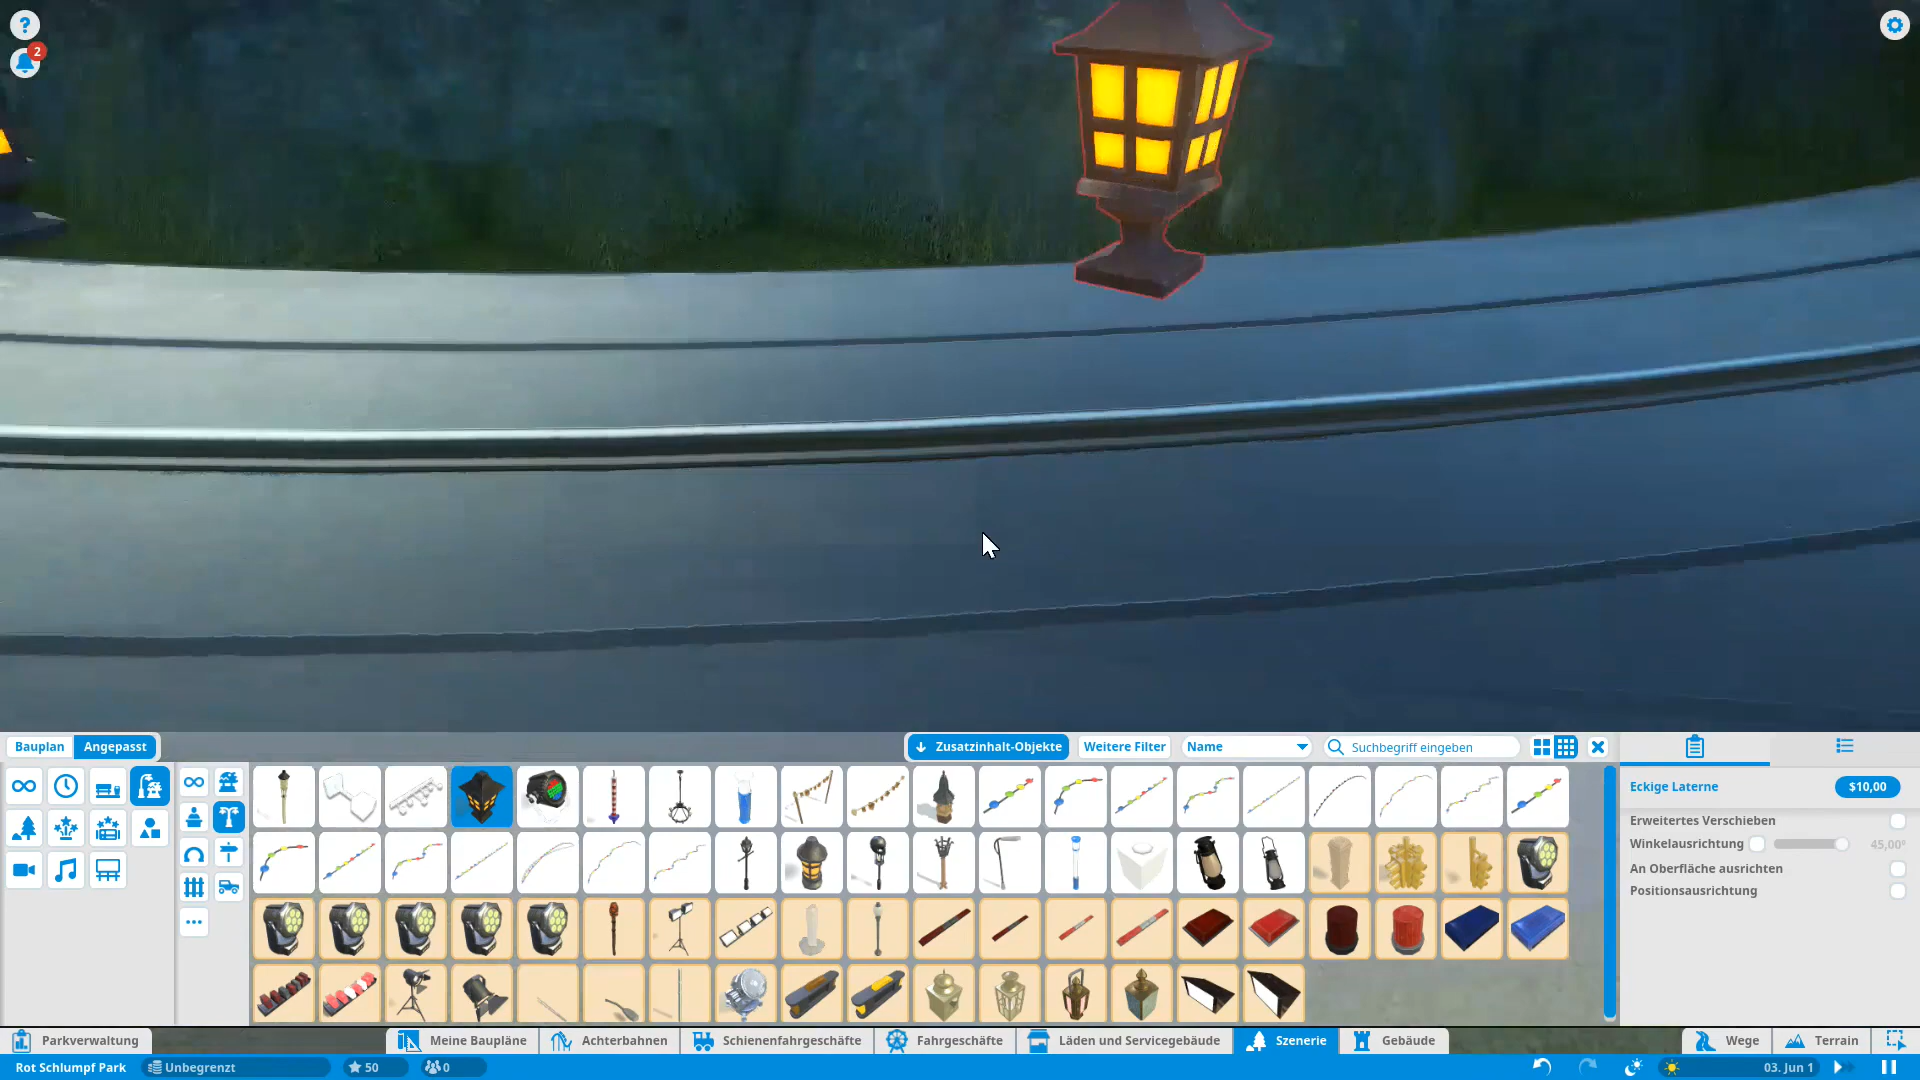 ?
2
Bauplan
Angepasst
Zusatzinhalt-Objekte
Weitere Filter
Name
Suchbegriff eingeben
Eckige Laterne
$10,00
Erweitertes Verschieben
Winkelausrichtung
45,00°
An Oberfläche ausrichten
Positionsausrichtung
Parkverwaltung
Meine Baupläne
Achterbahnen
Schienenfahrgeschäfte
Fahrgeschäfte
Läden und Servicegebäude
Szenerie
Gebäude
Wege
Terrain
Rot Schlumpf Park
Unbegrenzt
50
0
03. Jun 1